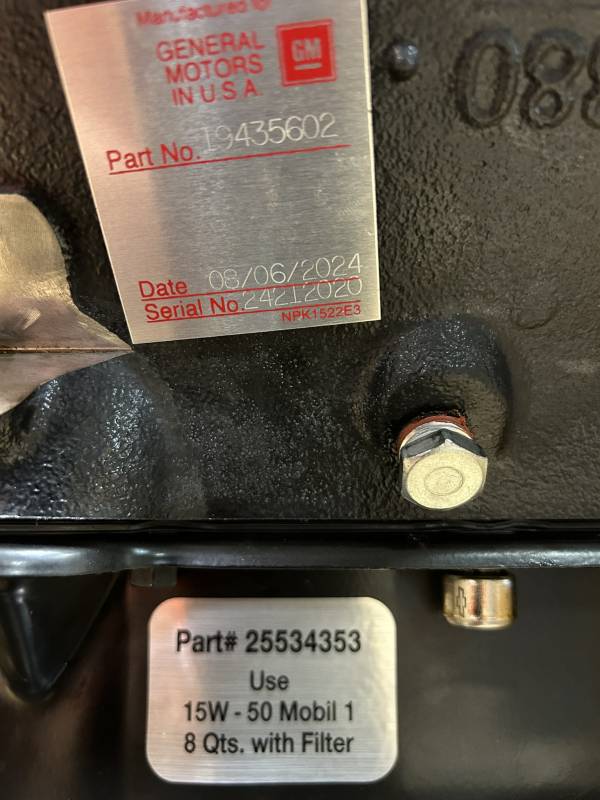 Manufactured by
GENERAL
MOTORS
IN U.S.A.
GM
880
Part No. 19435602
Date 08/06/2024
Serial No. 24212020
NPK1522E3
Part# 25534353
Use
15W - 50 Mobil 1
8 Qts. with Filter